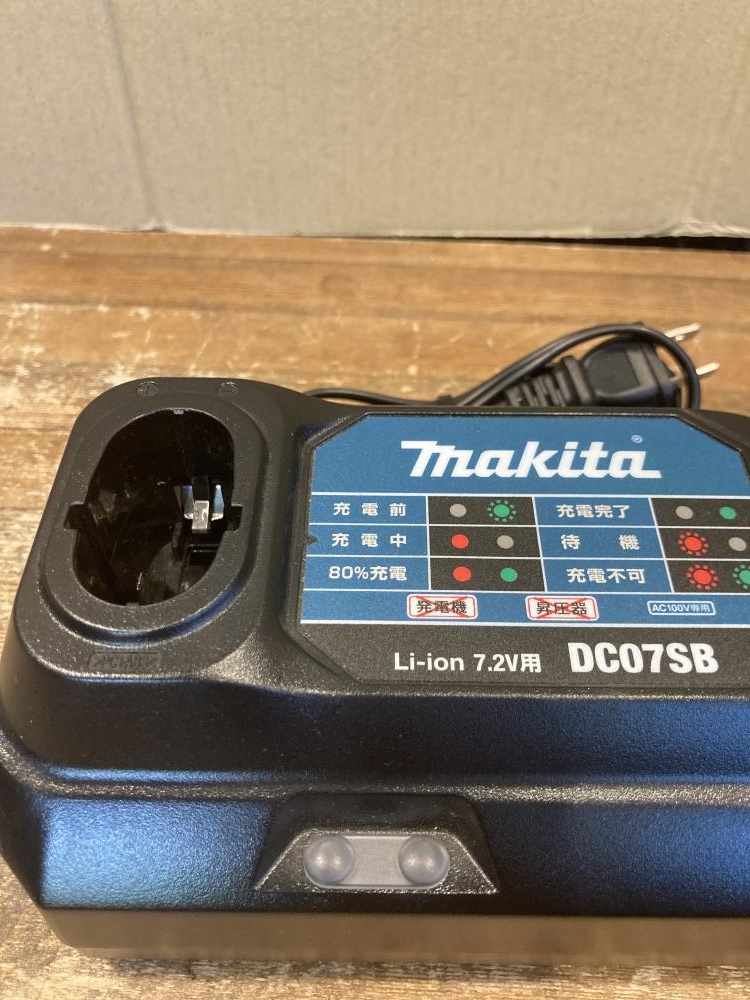 makita®
充電前 充電完了
充電中 待機
80%充電 充電不可
発電機 昇圧器 AC100V専用
Li-ion 7.2V用 DC07SB